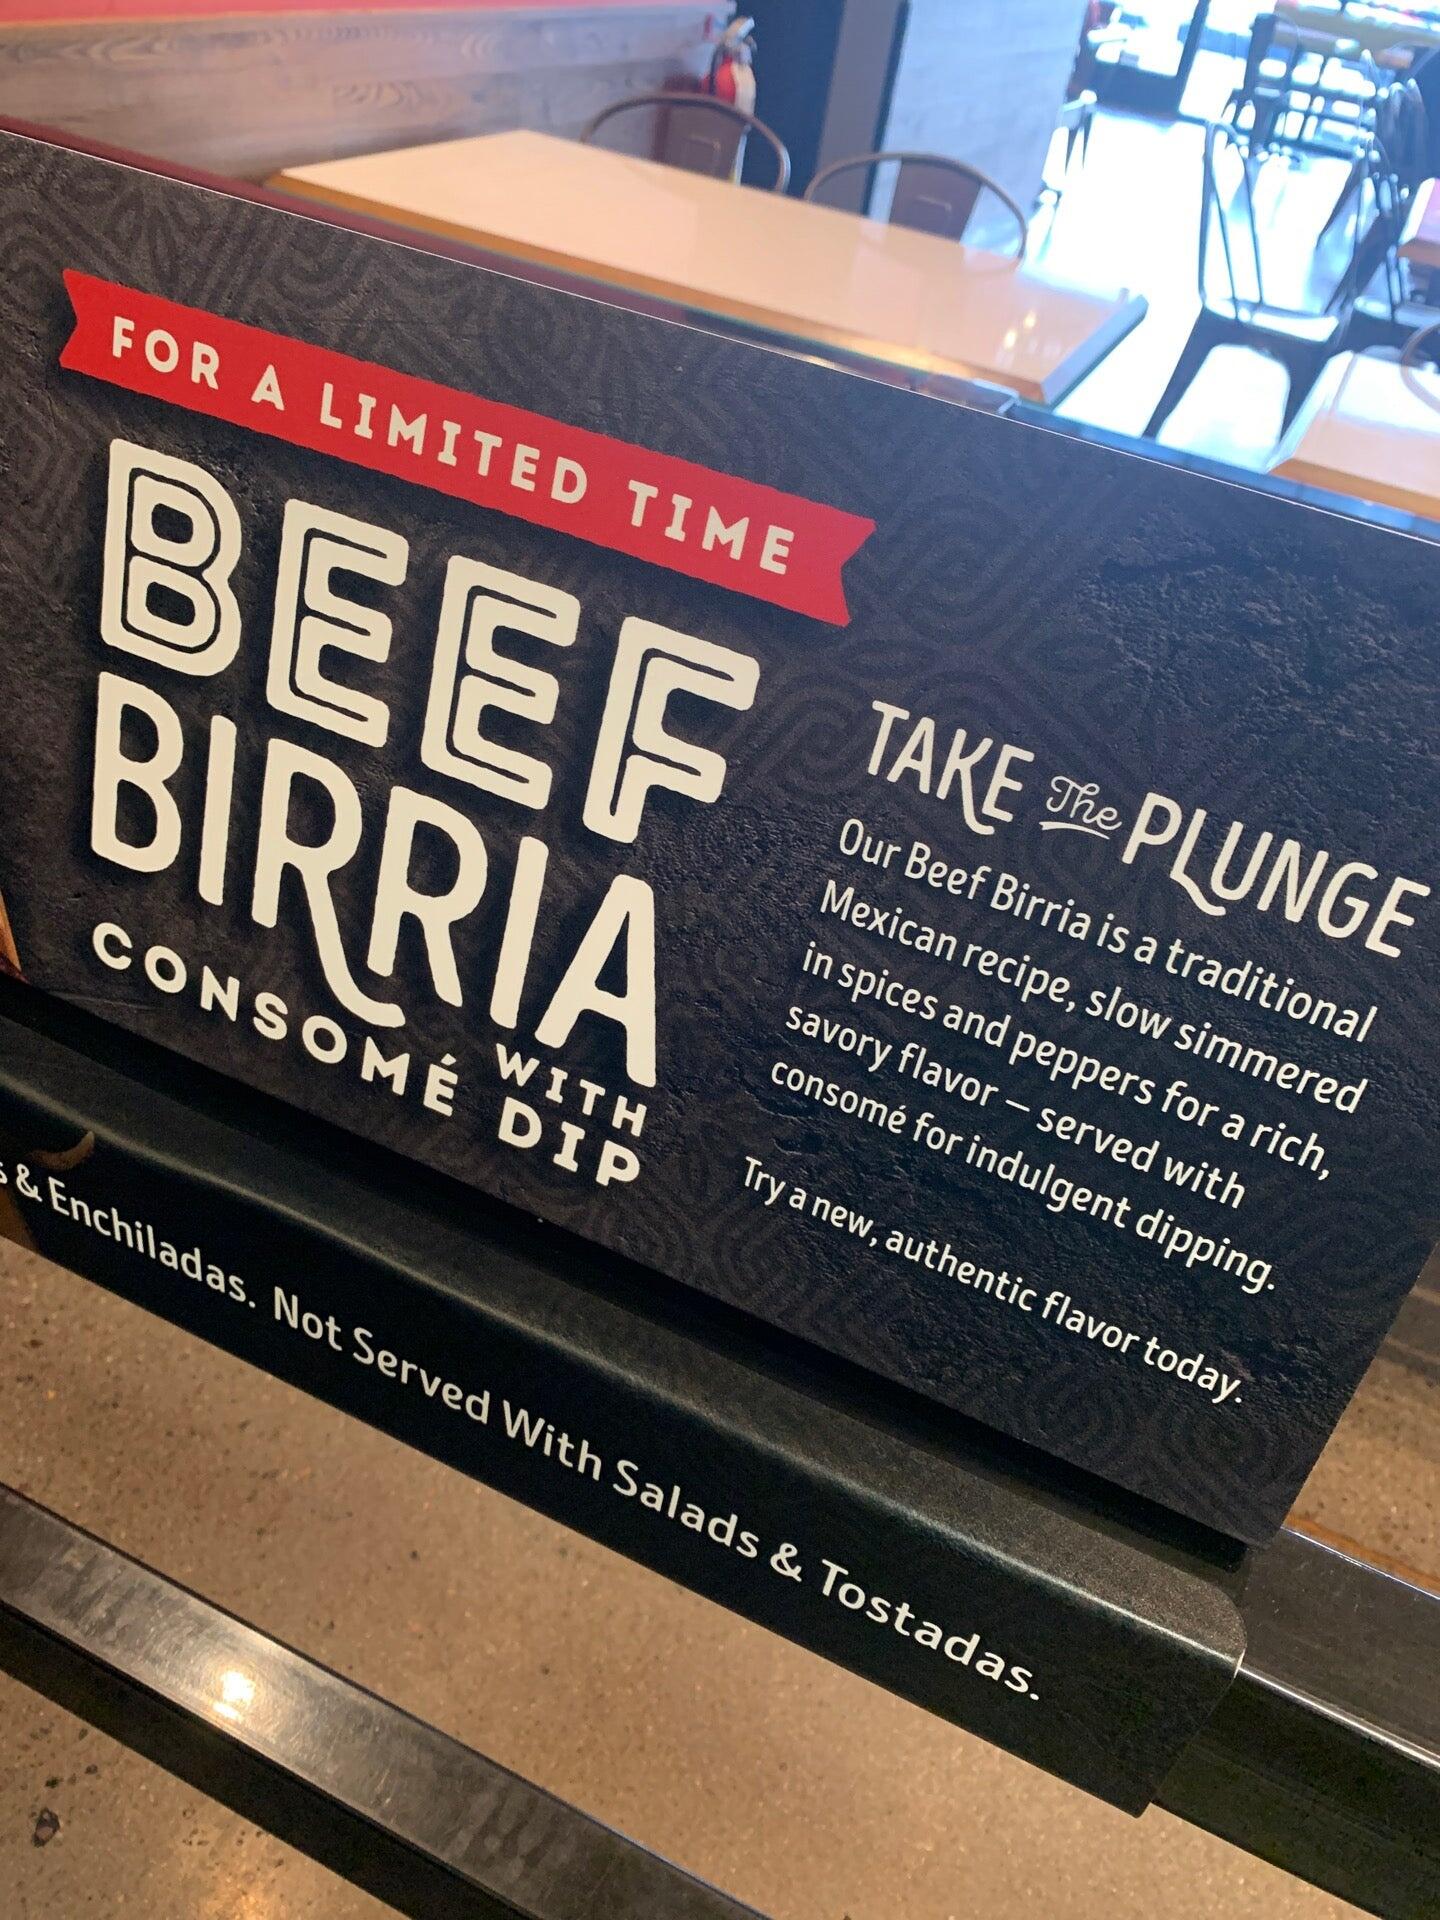 FOR A LIMITED TIME
BEEF
BIRRIA
CONSOMÉ WITH DIP
TAKE The PLUNGE
Our Beef Birria is a traditional
Mexican recipe, slow simmered
in spices and peppers for a rich,
savory flavor – served with
consomé for indulgent dipping.
Try a new, authentic flavor today.
& Enchiladas. Not Served With Salads & Tostadas.